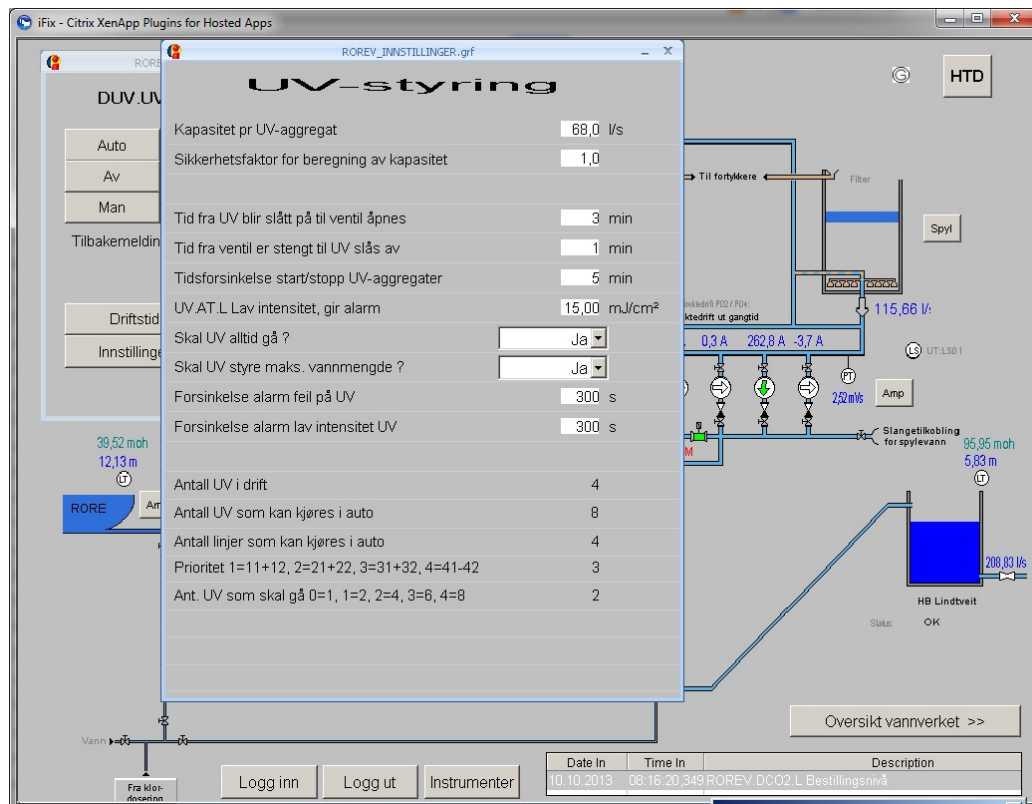 iFix - Citrix XenApp Plugins for Hosted Apps
ROREV_INNSTILLINGER.grf
UV-styring
Kapasitet pr UV-aggregat 68,0 l/s
Sikkerhetsfaktor for beregning av kapasitet 1,0
Tid fra UV blir slått på til ventil åpnes 3 min
Tid fra ventil er stengt til UV slås av 1 min
Tidsforsinkelse start/stopp UV-aggregater 5 min
UV.AT.L Lav intensitet, gir alarm 15,00 mJ/cm²
Skal UV alltid gå ? Ja
Skal UV styre maks. vannmengde ? Ja
Forsinkelse alarm feil på UV 300 s
Forsinkelse alarm lav intensitet UV 300 s
Antall UV i drift 4
Antall UV som kan kjøres i auto 8
Antall linjer som kan kjøres i auto 4
Prioritet 1=11+12, 2=21+22, 3=31+32, 4=41-42 3
Ant. UV som skal gå 0=1, 1=2, 2=4, 3=6, 4=8 2
DUV.UV
Auto
Av
Man
Tilbakemeldin
Driftstid
Innstillinge
39,52 moh
12,13 m
LT
RORE
G
HTD
Til fortykkere
Filter
Spyl
115,66 l/
ktedrift ut gangtid
0,3 A 262,8 A -3,7 A
LS UT:LS01
PT
2,52 m/s
Amp
M
Slangetilkobling
for spylevann
95,95 moh
5,83 m
LT
208,83 l/s
HB Lindtveit
Status: OK
Oversikt vannverket >>
Vann
Fra klor-
dosering
Logg inn
Logg ut
Instrumenter
Date In Time In Description
10.10.2013 08:16:20,349 ROREV.DCO2.L Bestillingsnivå